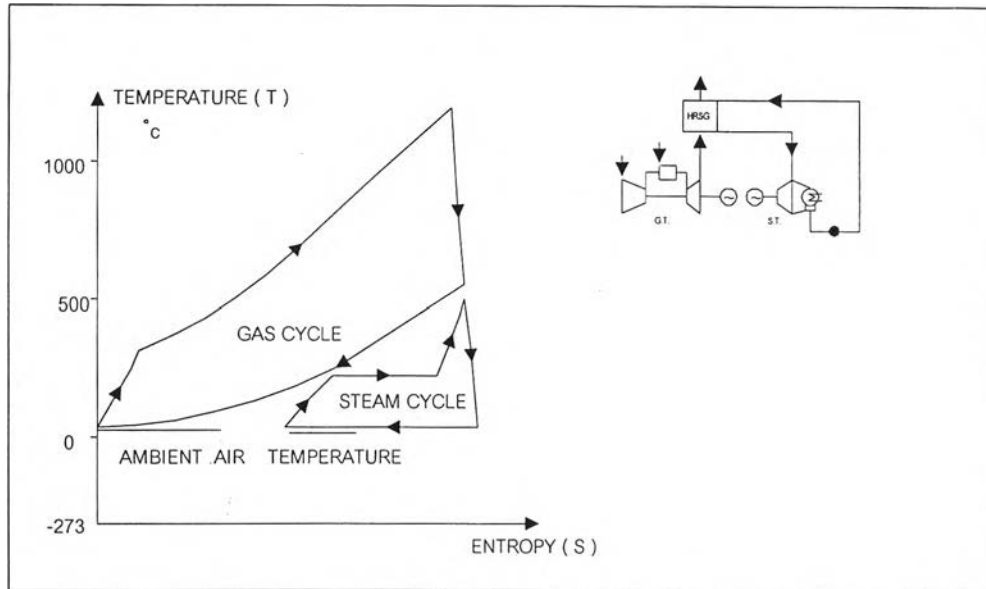 TEMPERATURE ( T )
°C
1000
500
0
-273
GAS CYCLE
STEAM CYCLE
AMBIENT .AIR TEMPERATURE
ENTROPY ( S )
HRSG
G.T.
S.T.